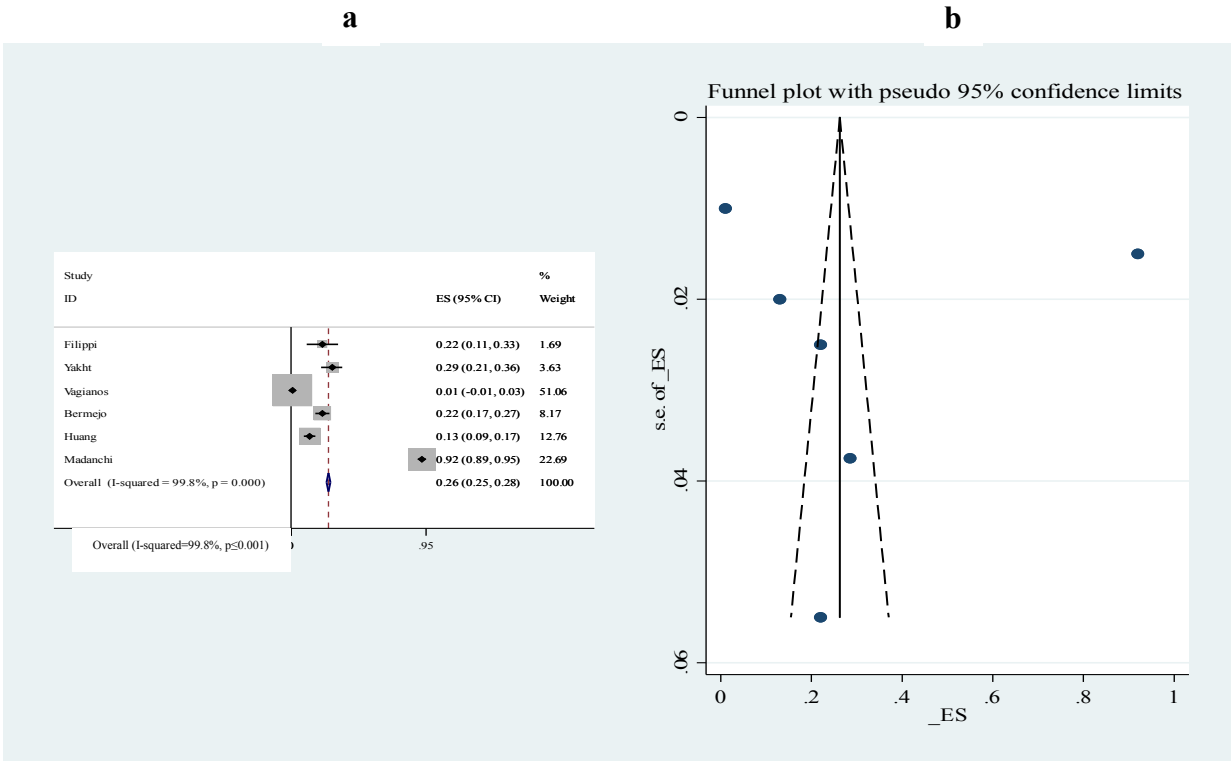 a
b
Study %
ID ES (95% CI) Weight
Filippi 0.22 (0.11, 0.33) 1.69
Yakht 0.29 (0.21, 0.36) 3.63
Vagianos 0.01 (-0.01, 0.03) 51.06
Bermejo 0.22 (0.17, 0.27) 8.17
Huang 0.13 (0.09, 0.17) 12.76
Madanchi 0.92 (0.89, 0.95) 22.69
Overall (I-squared = 99.8%, p = 0.000) 0.26 (0.25, 0.28) 100.00
Overall (I-squared=99.8%, p≤0.001)
.95
Funnel plot with pseudo 95% confidence limits
0
.02
.04
.06
s.e. of _ES
0 .2 .4 .6 .8 1
_ES